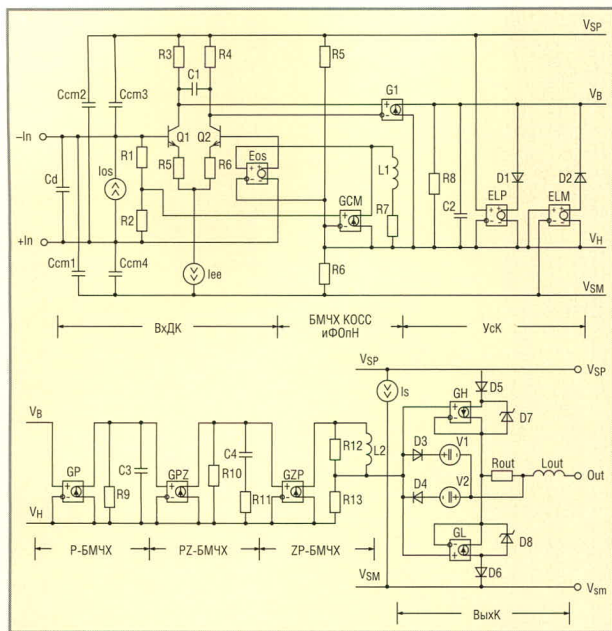 VSP
R3
R4
R5
C1
Ccm2
Ccm3
G1
VB
–In
Q1
Q2
Ios
R1
R5
R6
Eos
L1
R8
C2
D1
D2
Cd
R2
GCM
R7
ELP
ELM
+In
VH
Ccm1
Ccm4
Iee
R6
VSM
ВхДК
БМЧХ КОСС
иФОпН
УсК
VSP
VSP
Is
D5
GH
D7
VB
R12
L2
D3
V1
Rout
Lout
GP
C3
GPZ
C4
GZP
R9
R10
R11
R13
D4
V2
Out
VH
GL
D8
P-БМЧХ
PZ-БМЧХ
ZP-БМЧХ
VSM
D6
Vsm
ВыхК